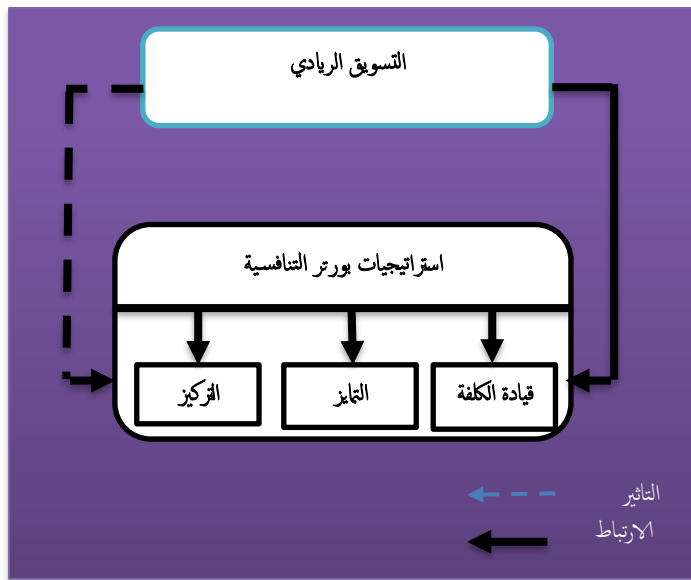 التسويق الريادي
استراتيجيات بورتر التنافسية
قيادة الكلفة
التمايز
التركيز
التاثير
الارتباط